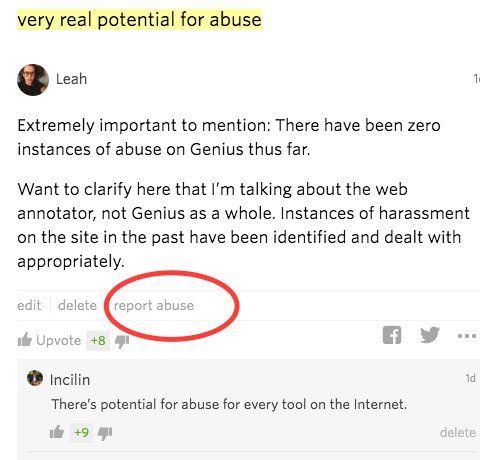 very real potential for abuse
Leah
Extremely important to mention: There have been zero
instances of abuse on Genius thus far.
Want to clarify here that I'm talking about the web
annotator, not Genius as a whole. Instances of harassment
on the site in the past have been identified and dealt with
appropriately.
edit delete report abuse
Upvote +8
Incilin 1d
There's potential for abuse for every tool on the Internet.
+9 delete